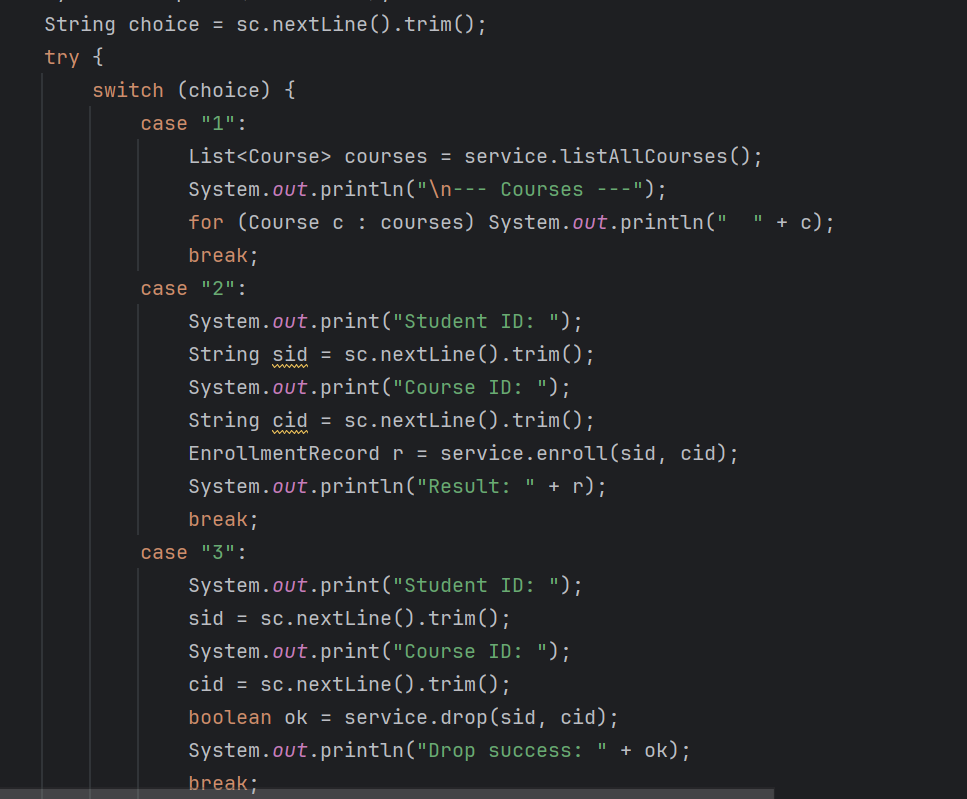 String choice = sc.nextLine().trim();
try {
switch (choice) {
case "1":
List<Course> courses = service.listAllCourses();
System.out.println("\n--- Courses ---");
for (Course c : courses) System.out.println("  " + c);
break;
case "2":
System.out.print("Student ID: ");
String sid = sc.nextLine().trim();
System.out.print("Course ID: ");
String cid = sc.nextLine().trim();
EnrollmentRecord r = service.enroll(sid, cid);
System.out.println("Result: " + r);
break;
case "3":
System.out.print("Student ID: ");
sid = sc.nextLine().trim();
System.out.print("Course ID: ");
cid = sc.nextLine().trim();
boolean ok = service.drop(sid, cid);
System.out.println("Drop success: " + ok);
break;